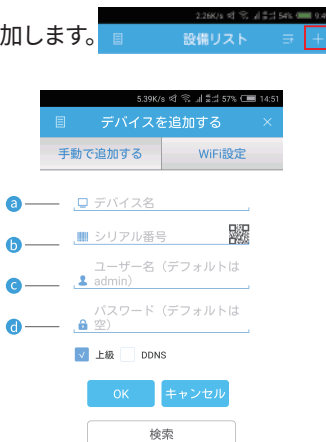 加します。
2.26K/s 54% 9:4
設備リスト
5.39K/s 57% 14:51
デバイスを追加する
手動で追加する WiFi設定
a デバイス名
b シリアル番号
c ユーザー名（デフォルトは
admin)
d パスワード（デフォルトは
空）
上級 DDNS
OK キャンセル
検索